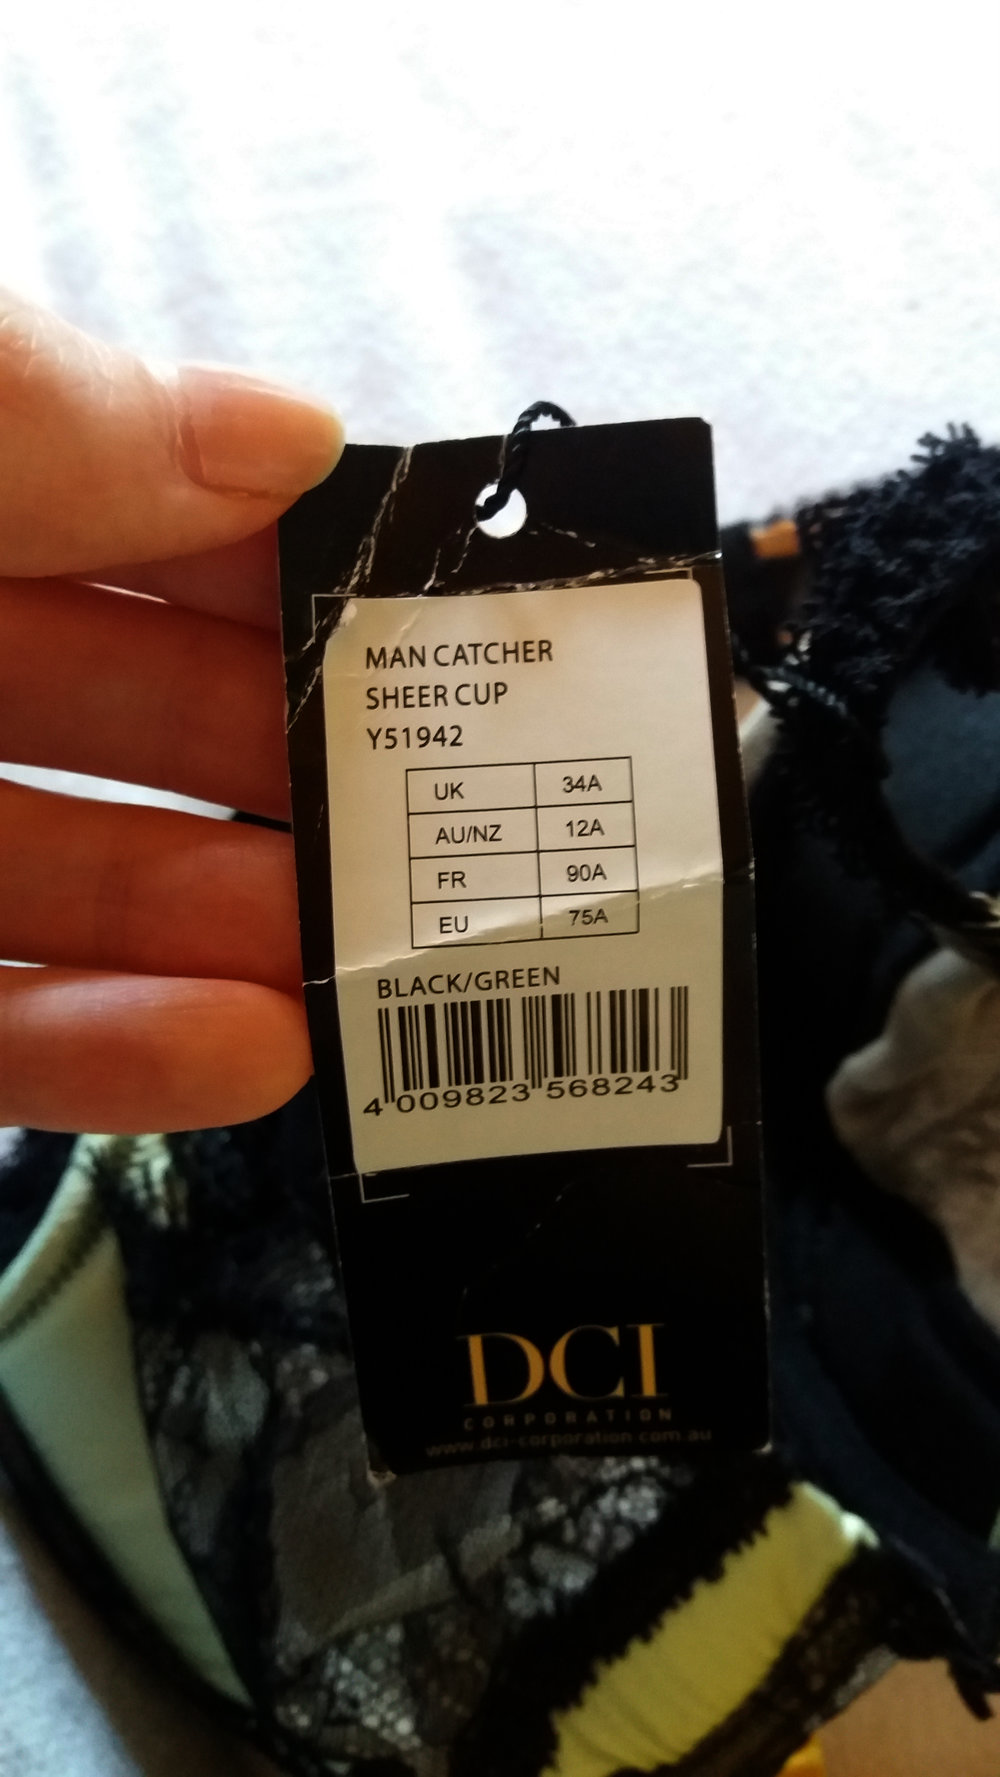 MAN CATCHER
SHEER CUP
Y51942
UK 34A
AU/NZ 12A
FR 90A
EU 75A
BLACK/GREEN
4 009823 568243
DCI
CORPORATION
www.dci-corporation.com.au